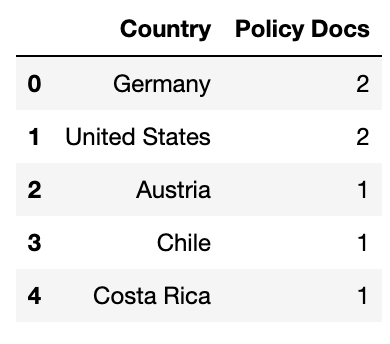 Country Policy Docs
0 Germany 2
1 United States 2
2 Austria 1
3 Chile 1
4 Costa Rica 1